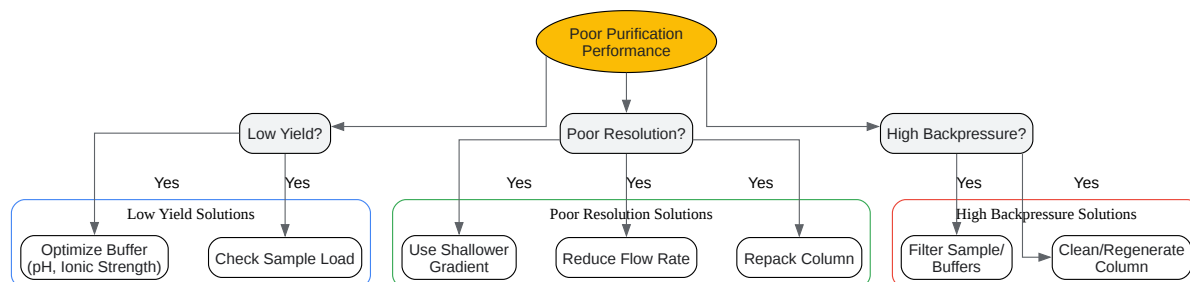 Poor Purification
Performance
Low Yield?
Poor Resolution?
High Backpressure?
Yes
Yes
Yes
Yes
Yes
Yes
Yes
Low Yield Solutions
Poor Resolution Solutions
High Backpressure Solutions
Optimize Buffer
(pH, Ionic Strength)
Check Sample Load
Use Shallower
Gradient
Reduce Flow Rate
Repack Column
Filter Sample/
Buffers
Clean/Regenerate
Column